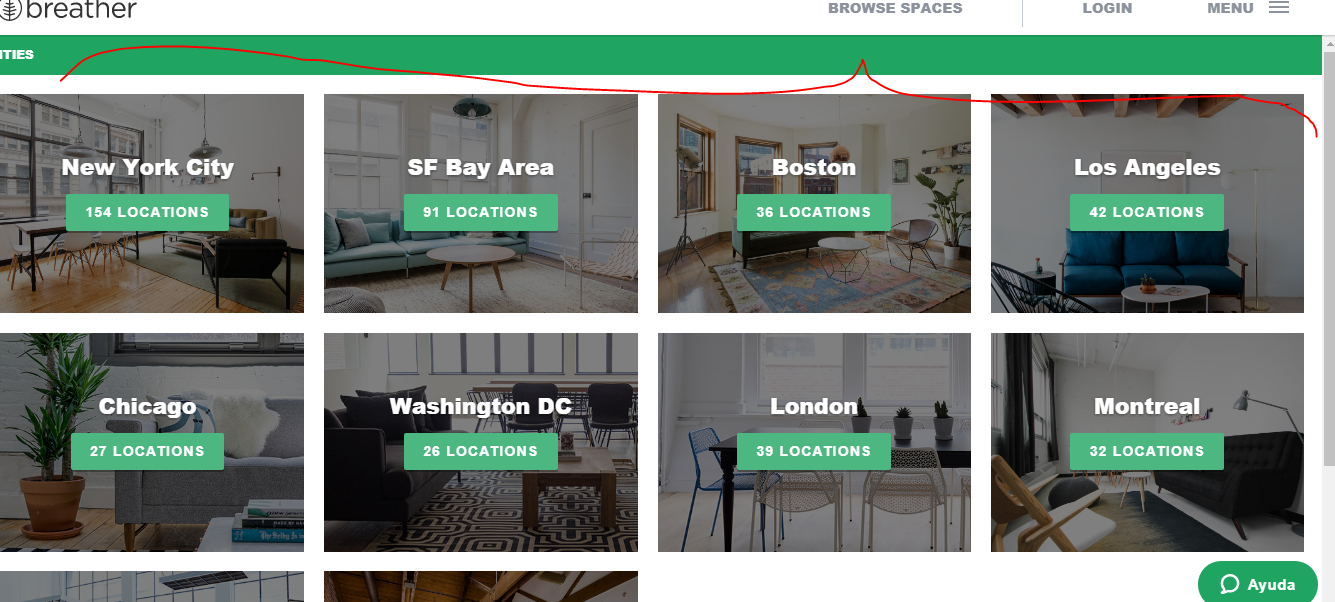 breather
BROWSE SPACES
LOGIN
MENU
ITIES
New York City
154 LOCATIONS
SF Bay Area
91 LOCATIONS
Boston
36 LOCATIONS
Los Angeles
42 LOCATIONS
Chicago
27 LOCATIONS
Washington DC
26 LOCATIONS
London
39 LOCATIONS
Montreal
32 LOCATIONS
Ayuda